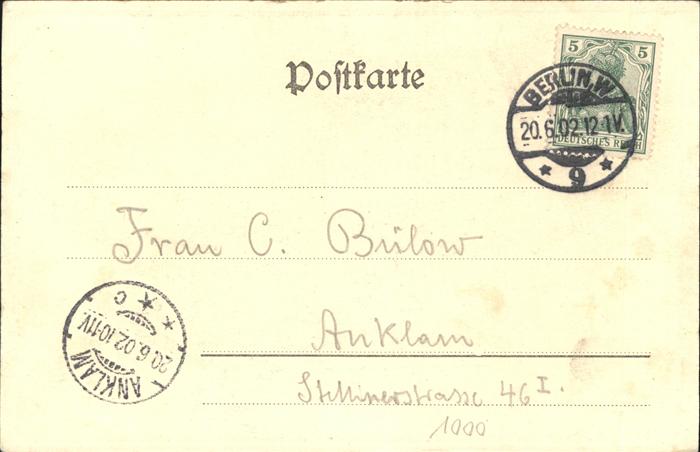 Postkarte
5 5
DEUTSCHES REICH
BERLIN, W.
20.6.02.12-1V.
* 9 *
Frau C. Bülow
Anklam
Stettinerstrasse 46 I.
1000
ANKLAM
20.6.02.10-11V
* * C